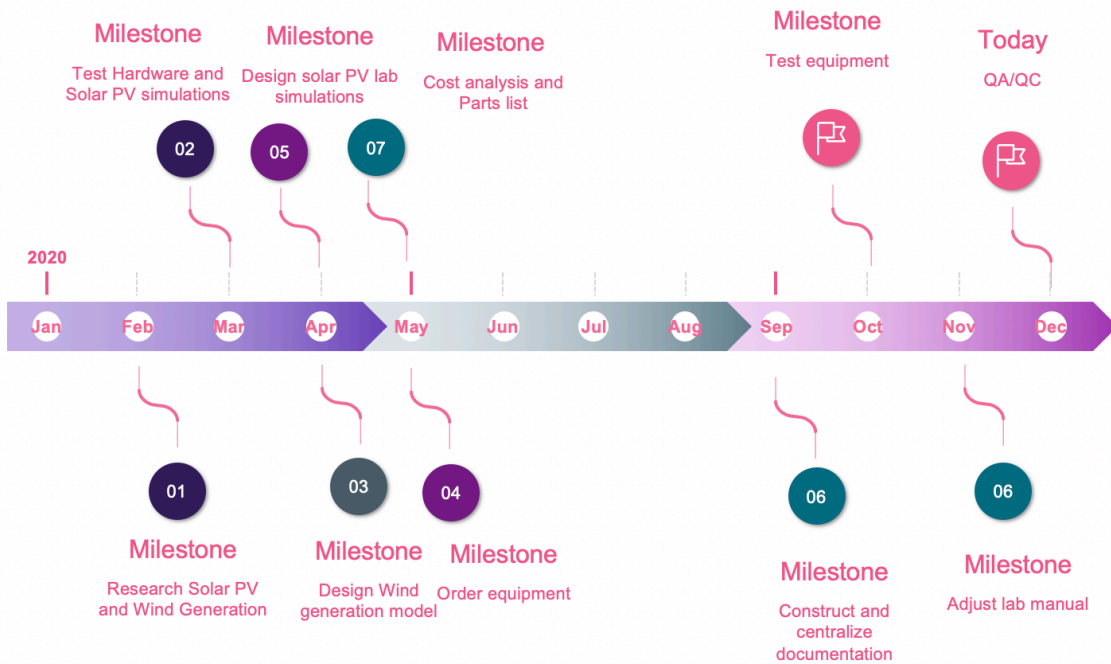 Milestone
Test Hardware and
Solar PV simulations
02
Milestone
Design solar PV lab
simulations
05
07
Milestone
Cost analysis and
Parts list
Milestone
Test equipment
Today
QA/QC
2020
Jan
Feb
Mar
Apr
May
Jun
Jul
Aug
Sep
Oct
Nov
Dec
01
Milestone
Research Solar PV
and Wind Generation
03
Milestone
Design Wind
generation model
04
Milestone
Order equipment
06
Milestone
Construct and
centralize
documentation
06
Milestone
Adjust lab manual